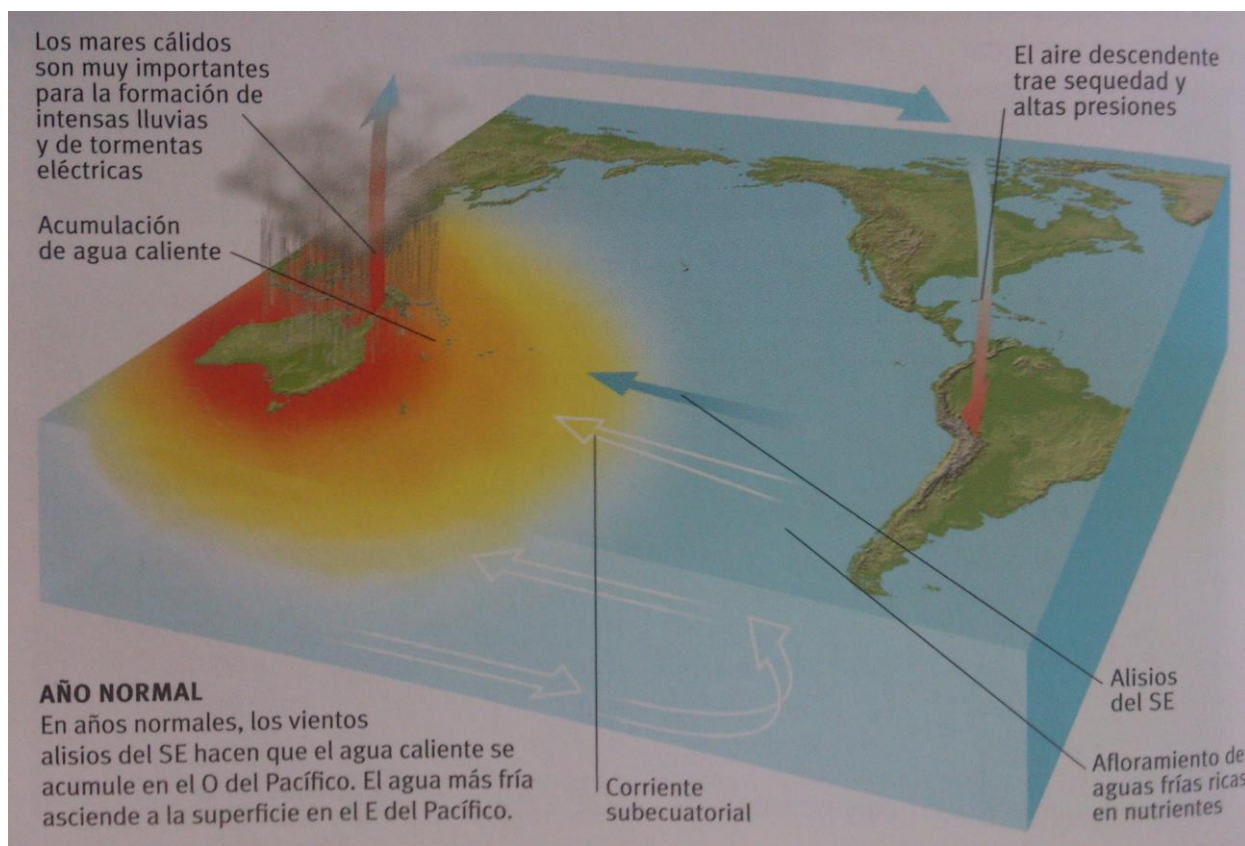 Los mares cálidos
son muy importantes
para la formación de
intensas lluvias
y de tormentas
eléctricas
Acumulación
de agua caliente
El aire descendente
trae sequedad y
altas presiones
AÑO NORMAL
En años normales, los vientos
alisios del SE hacen que el agua caliente se
acumule en el O del Pacífico. El agua más fría
asciende a la superficie en el E del Pacífico.
Corriente
subecuatorial
Alisios
del SE
Afloramiento de
aguas frías ricas
en nutrientes